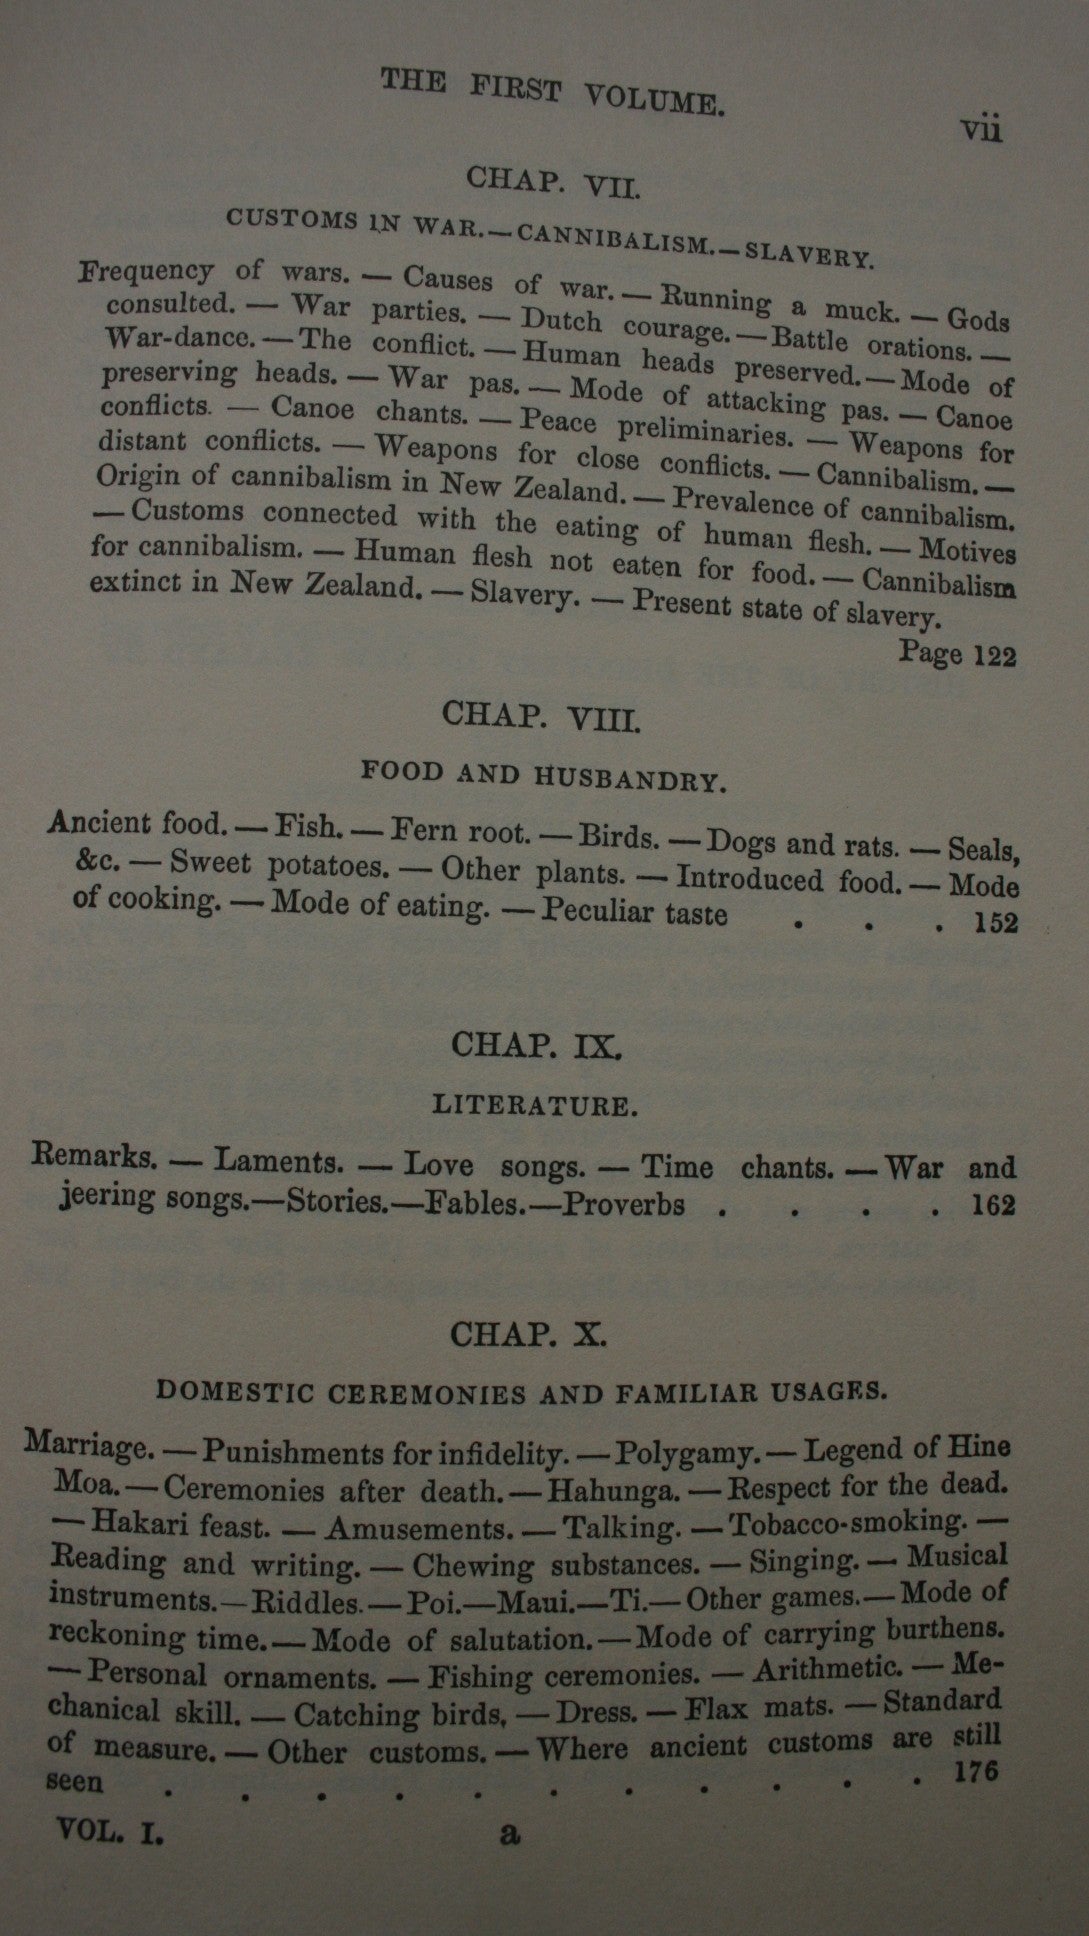 THE FIRST VOLUME.
vii
CHAP. VII.
CUSTOMS IN WAR.—CANNIBALISM.—SLAVERY.
Frequency of wars. — Causes of war. — Running a muck. — Gods
consulted. — War parties. — Dutch courage. — Battle orations. —
War-dance. — The conflict. — Human heads preserved. — Mode of
preserving heads. — War pas. — Mode of attacking pas. — Canoe
conflicts. — Canoe chants. — Peace preliminaries. — Weapons for
distant conflicts. — Weapons for close conflicts. — Cannibalism. —
Origin of cannibalism in New Zealand. — Prevalence of cannibalism.
— Customs connected with the eating of human flesh. — Motives
for cannibalism. — Human flesh not eaten for food. — Cannibalism
extinct in New Zealand. — Slavery. — Present state of slavery.
Page 122
CHAP. VIII.
FOOD AND HUSBANDRY.
Ancient food. — Fish. — Fern root. — Birds. — Dogs and rats. — Seals,
&c. — Sweet potatoes. — Other plants. — Introduced food. — Mode
of cooking. — Mode of eating. — Peculiar taste . . . 152
CHAP. IX.
LITERATURE.
Remarks. — Laments. — Love songs. — Time chants. — War and
jeering songs.—Stories.—Fables.—Proverbs . . . . 162
CHAP. X.
DOMESTIC CEREMONIES AND FAMILIAR USAGES.
Marriage. — Punishments for infidelity. — Polygamy. — Legend of Hine
Moa. — Ceremonies after death. — Hahunga. — Respect for the dead.
— Hakari feast. — Amusements. — Talking. — Tobacco-smoking. —
Reading and writing. — Chewing substances. — Singing. — Musical
instruments.—Riddles.—Poi.—Maui.—Ti.— Other games.— Mode of
reckoning time. — Mode of salutation. — Mode of carrying burthens.
— Personal ornaments. — Fishing ceremonies. — Arithmetic. — Me-
chanical skill. — Catching birds, — Dress. — Flax mats. — Standard
of measure. — Other customs. — Where ancient customs are still
seen . . . . . . . . . . . 176
VOL. I. a